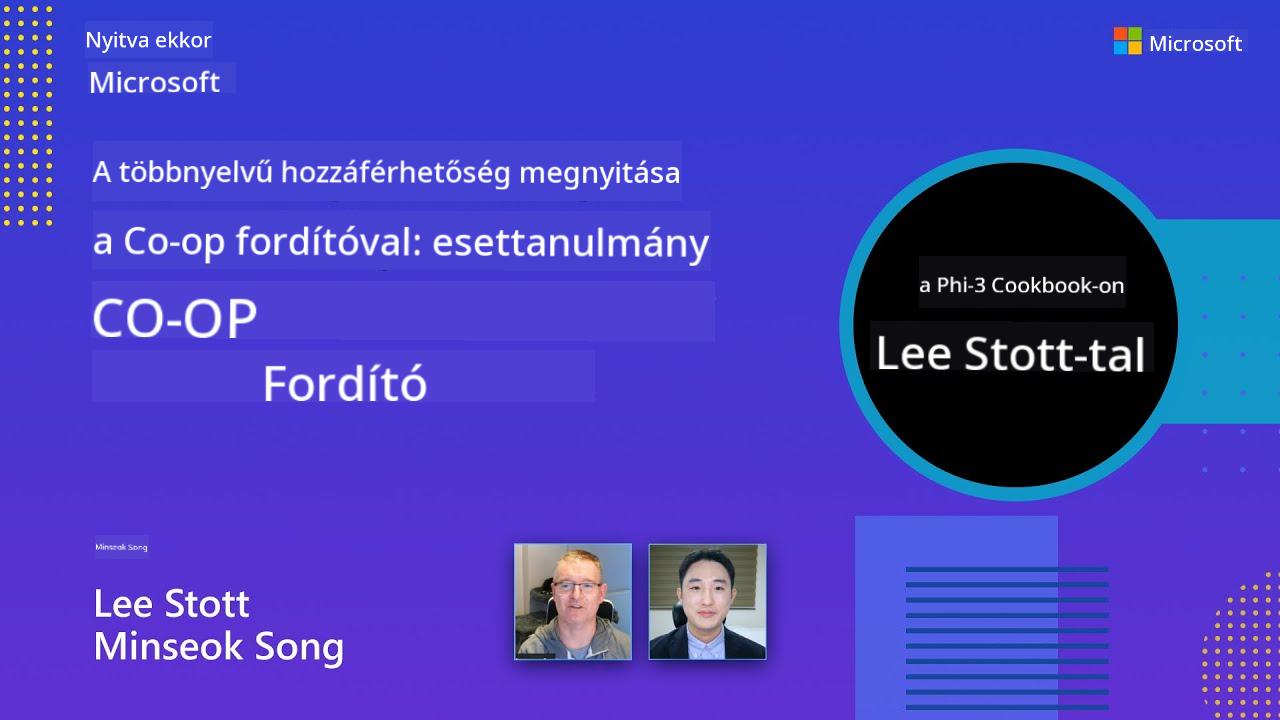 Nyitva ekkor
Microsoft
Microsoft
A többnyelvű hozzáférhetőség megnyitása
a Co-op fordítóval: esettanulmány
CO-OP
Fordító
a Phi-3 Cookbook-on
Lee Stott-tal
Minseok Song
Lee Stott
Minseok Song